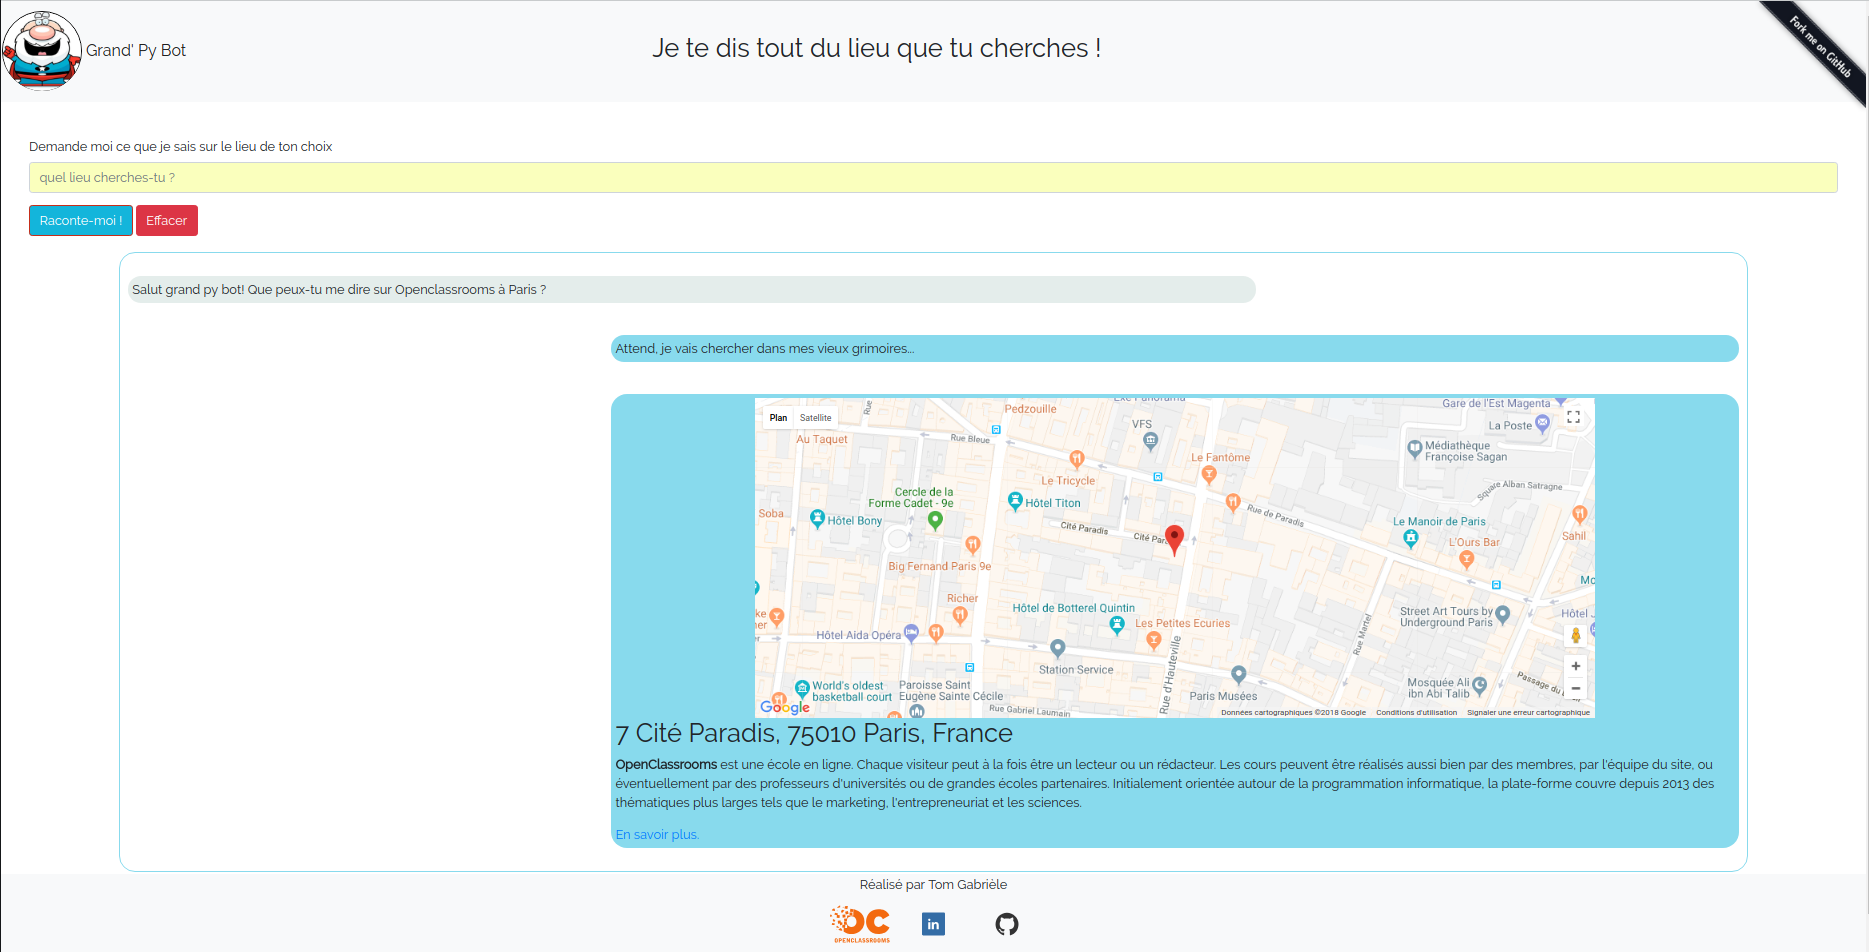 Grand' Py Bot
Je te dis tout du lieu que tu cherches !
Fork me on GitHub
Demande moi ce que je sais sur le lieu de ton choix
quel lieu cherches-tu ?
Raconte-moi ! Effacer
Salut grand py bot! Que peux-tu me dire sur Openclassrooms à Paris ?
Attend, je vais chercher dans mes vieux grimoires...
Plan Satellite
Rue
Pedzouille
Gare de l'Est Magenta
La Poste
Au Taquet
Rue Bleue
VFS
Médiathèque
Françoise Sagan
Le Fantôme
Le Tricycle
Square Alban Satragne
Cercle de la
Forme Cadet - 9e
Hôtel Titon
Soba
Hôtel Bony
Rue de Paradis
Le Manoir de Paris
Cité Paradis
Cité Para
Sahil
L'Ours Bar
Big Fernand Paris 9e
Richer
Hôtel de Botterel Quintin
Les Petites Ecuries
Street Art Tours by
Underground Paris
Hôtel
Hôtel Aida Opéra
Rue Martel
Station Service
Rue d'Hauteville
World's oldest
basketball court
Paroisse Saint
Eugène Sainte Cécile
Paris Musées
Mosquée Ali
ibn Abi Talib
Passage du
Rue Gabriel Laumain
Google
Données cartographiques ©2018 Google Conditions d'utilisation Signaler une erreur cartographique
7 Cité Paradis, 75010 Paris, France
OpenClassrooms est une école en ligne. Chaque visiteur peut à la fois être un lecteur ou un rédacteur. Les cours peuvent être réalisés aussi bien par des membres, par l'équipe du site, ou
éventuellement par des professeurs d'universités ou de grandes écoles partenaires. Initialement orientée autour de la programmation informatique, la plate-forme couvre depuis 2013 des
thématiques plus larges tels que le marketing, l'entrepreneuriat et les sciences.
En savoir plus.
Réalisé par Tom Gabrièle
OC
OPENCLASSROOMS
in